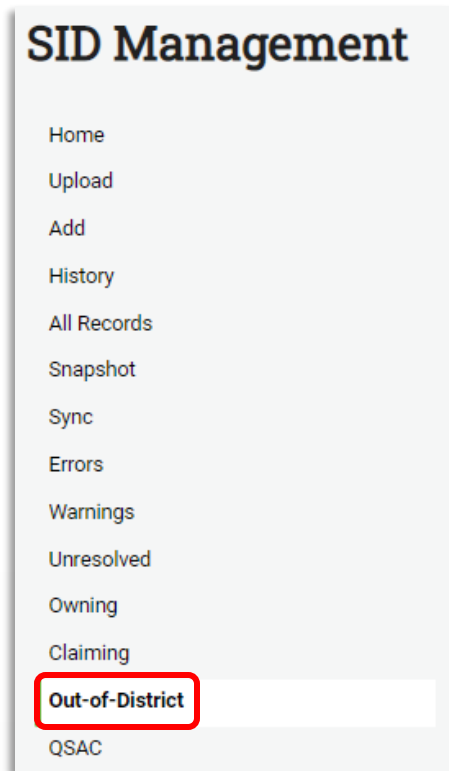 SID Management
Home
Upload
Add
History
All Records
Snapshot
Sync
Errors
Warnings
Unresolved
Owning
Claiming
Out-of-District
QSAC